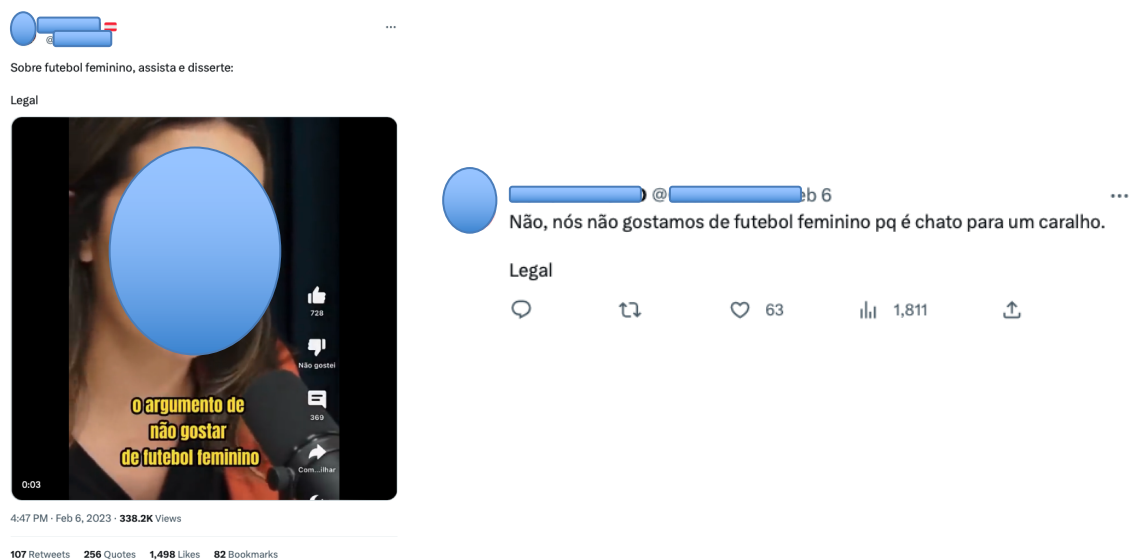 @
Sobre futebol feminino, assista e disserte:
Legal
728
Não gostei
369
Com...ilhar
o argumento de
não gostar
de futebol feminino
0:03
4:47 PM · Feb 6, 2023 · 338.2K Views
107 Retweets 256 Quotes 1,498 Likes 82 Bookmarks
@ eb 6
Não, nós não gostamos de futebol feminino pq é chato para um caralho.
Legal
63 1,811